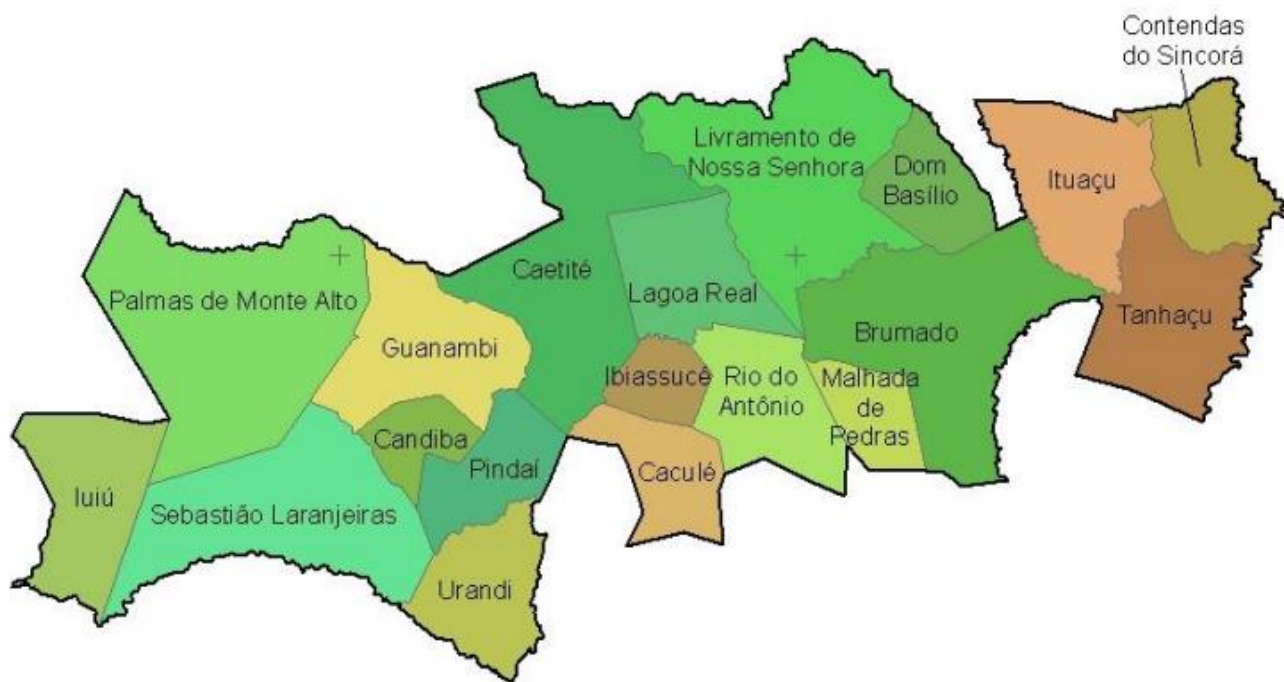 Contendas
do Sincorá
Livramento de
Nossa Senhora
Dom
Basílio
Ituaçu
Caetité
Palmas de Monte Alto
Lagoa Real
Tanhaçu
Guanambi
Brumado
Ibiassucê
Rio do
Antônio
Malhada
de
Pedras
Candiba
Pindaí
Caculé
Iuiú
Sebastião Laranjeiras
Urandi